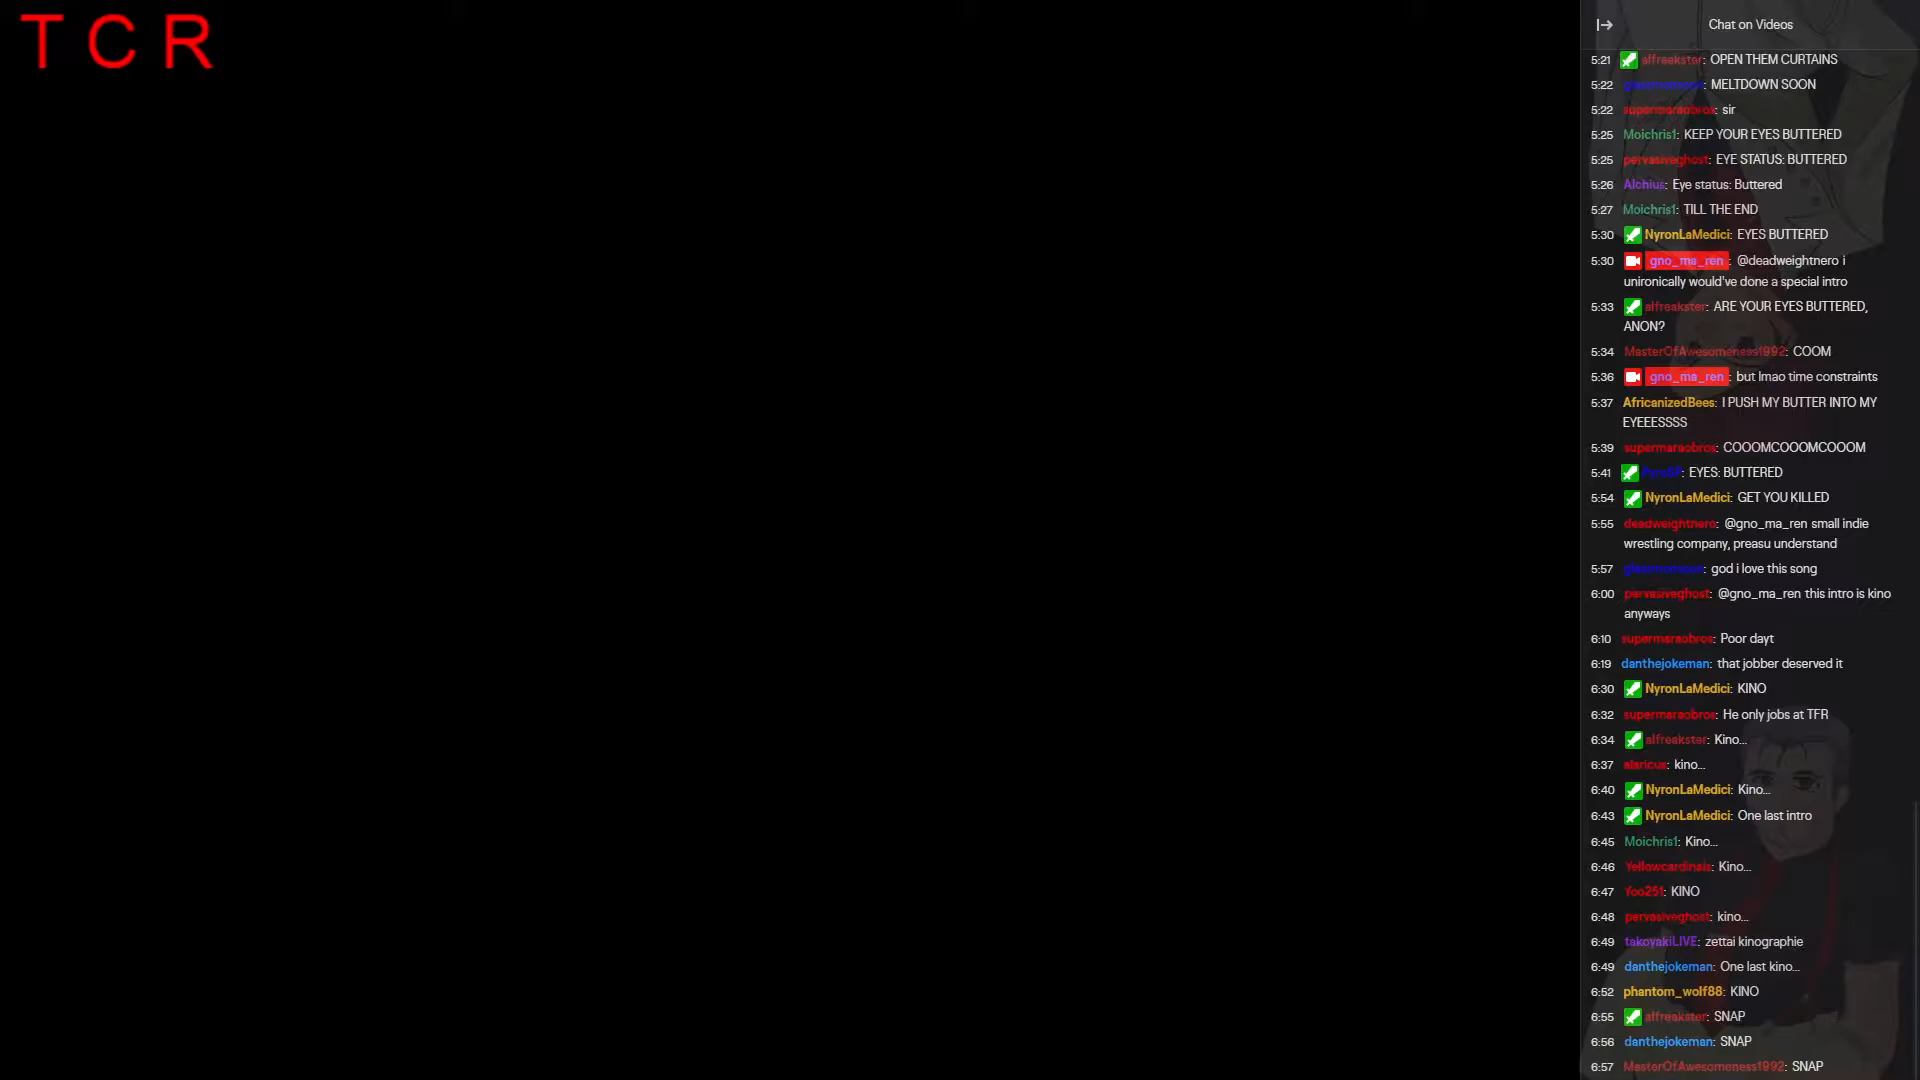 T C R
Chat on Videos
5:21 alfreakster: OPEN THEM CURTAINS
5:22 MELTDOWN SOON
5:22 supermaraobros: sir
5:25 Moichris1: KEEP YOUR EYES BUTTERED
5:25 pervasiveghost: EYE STATUS: BUTTERED
5:26 Alchius: Eye status: Buttered
5:27 Moichris1: TILL THE END
5:30 NyronLaMedici: EYES BUTTERED
5:30 gno_ma_ren: @deadweightnero i
unironically would've done a special intro
5:33 alfreakster: ARE YOUR EYES BUTTERED,
ANON?
5:34 MasterOfAwesomeness1992: COOM
5:36 gno_ma_ren: but lmao time constraints
5:37 AfricanizedBees: I PUSH MY BUTTER INTO MY
EYEEESSSS
5:39 supermaraobros: COOOMCOOOMCOOOM
5:41 EYES: BUTTERED
5:54 NyronLaMedici: GET YOU KILLED
5:55 deadweightnero: @gno_ma_ren small indie
wrestling company, preasu understand
5:57 god i love this song
6:00 pervasiveghost: @gno_ma_ren this intro is kino
anyways
6:10 supermaraobros: Poor dayt
6:19 danthejokeman: that jobber deserved it
6:30 NyronLaMedici: KINO
6:32 supermaraobros: He only jobs at TFR
6:34 alfreakster: Kino...
6:37 alaricus: kino...
6:40 NyronLaMedici: Kino...
6:43 NyronLaMedici: One last intro
6:45 Moichris1: Kino...
6:46 Yellowcardinals: Kino...
6:47 Yoo251: KINO
6:48 pervasiveghost: kino...
6:49 takoyakiLIVE: zettai kinographie
6:49 danthejokeman: One last kino...
6:52 phantom_wolf88: KINO
6:55 alfreakster: SNAP
6:56 danthejokeman: SNAP
6:57 MasterOfAwesomeness1992: SNAP